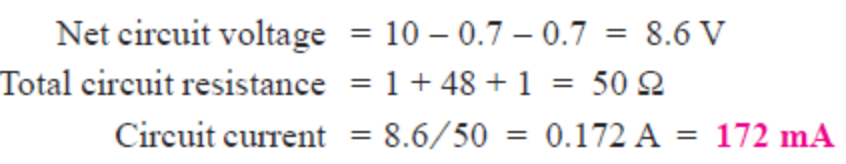 Net circuit voltage = 10 – 0.7 – 0.7 = 8.6 V
Total circuit resistance = 1 + 48 + 1 = 50 Ω
Circuit current = 8.6/50 = 0.172 A = 172 mA